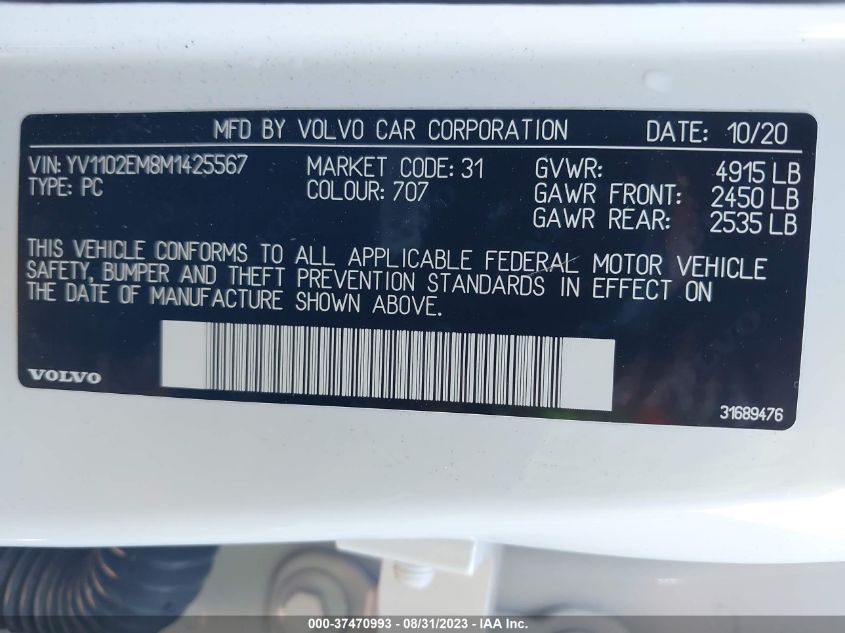 MFD BY VOLVO CAR CORPORATION DATE: 10/20
VIN: YV1102EM8M1425567 MARKET CODE: 31 GVWR: 4915 LB
TYPE: PC COLOUR: 707 GAWR FRONT: 2450 LB
GAWR REAR: 2535 LB
THIS VEHICLE CONFORMS TO ALL APPLICABLE FEDERAL MOTOR VEHICLE
SAFETY, BUMPER AND THEFT PREVENTION STANDARDS IN EFFECT ON
THE DATE OF MANUFACTURE SHOWN ABOVE.
VOLVO
31689476
000-37470993 - 08/31/2023 - IAA Inc.